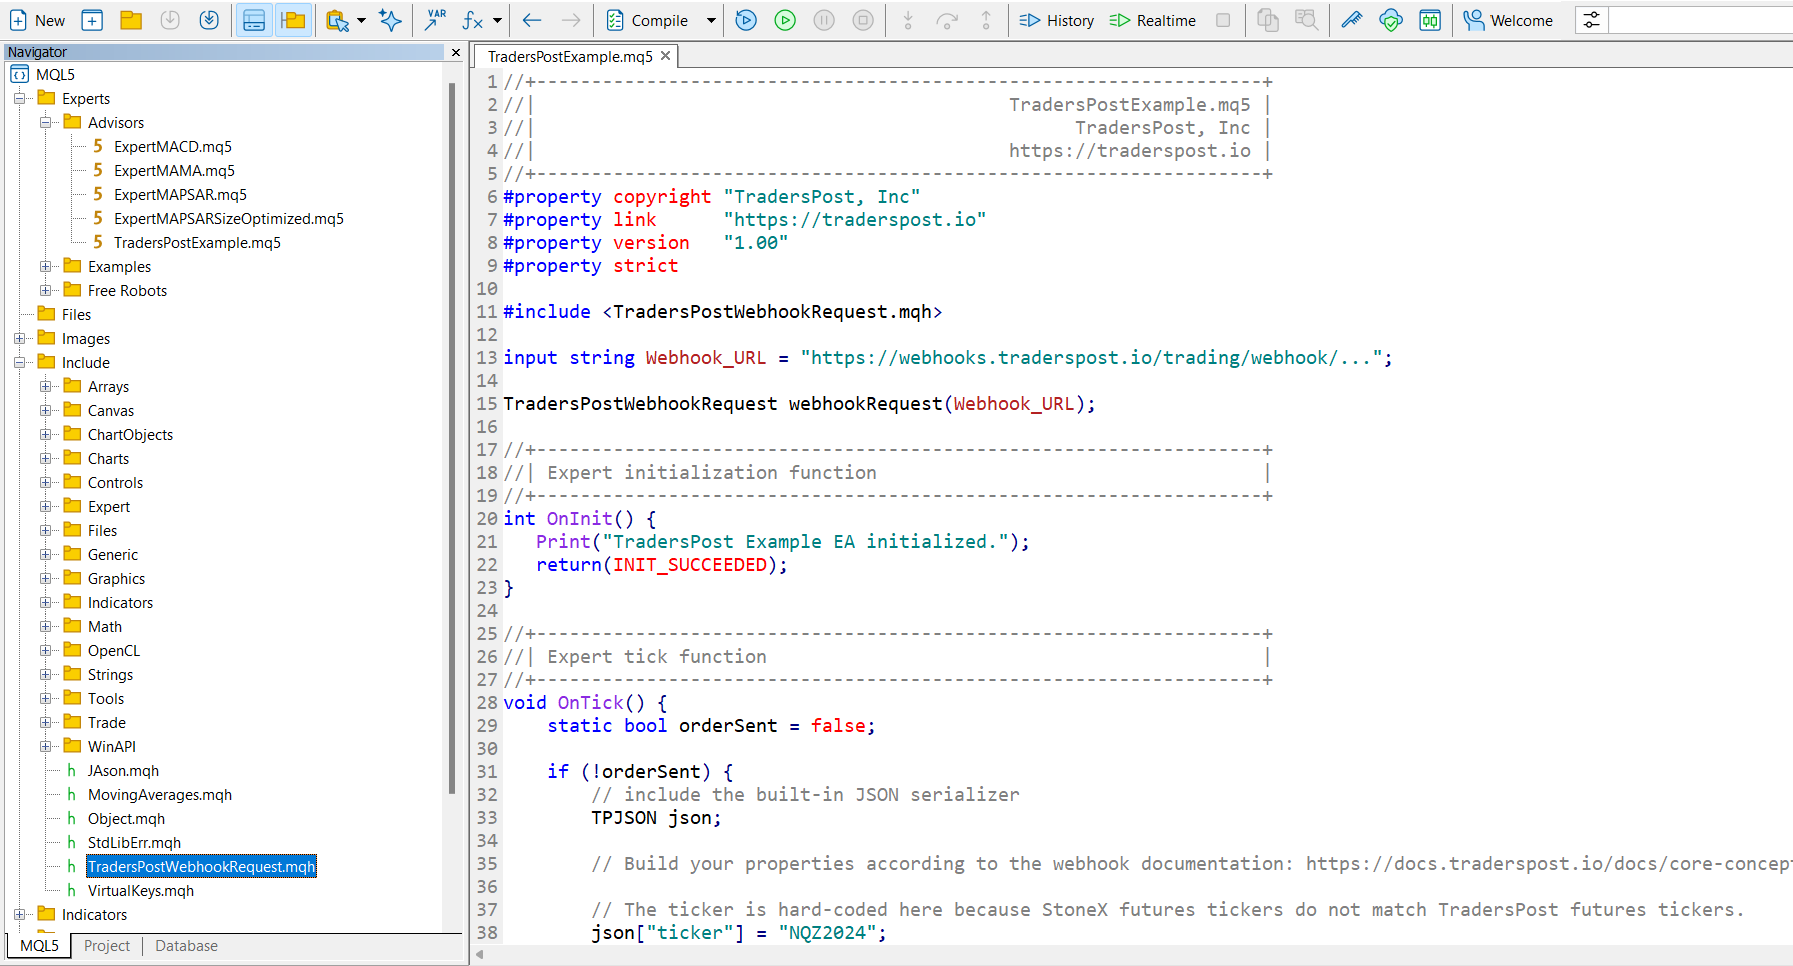 New
VAR
Compile
History
Realtime
Welcome
Navigator
MQL5
Experts
Advisors
5 ExpertMACD.mq5
5 ExpertMAMA.mq5
5 ExpertMAPSAR.mq5
5 ExpertMAPSARSizeOptimized.mq5
5 TradersPostExample.mq5
Examples
Free Robots
Files
Images
Include
Arrays
Canvas
ChartObjects
Charts
Controls
Expert
Files
Generic
Graphics
Indicators
Math
OpenCL
Strings
Tools
Trade
WinAPI
h JAson.mqh
h MovingAverages.mqh
h Object.mqh
h StdLibErr.mqh
h TradersPostWebhookRequest.mqh
h VirtualKeys.mqh
Indicators
MQL5 Project Database
TradersPostExample.mq5
1 //+------------------------------------------------------------------+
2 //| TradersPostExample.mq5 |
3 //| TradersPost, Inc |
4 //| https://traderspost.io |
5 //+------------------------------------------------------------------+
6 #property copyright "TradersPost, Inc"
7 #property link "https://traderspost.io"
8 #property version "1.00"
9 #property strict
10
11 #include <TradersPostWebhookRequest.mqh>
12
13 input string Webhook_URL = "https://webhooks.traderspost.io/trading/webhook/...";
14
15 TradersPostWebhookRequest webhookRequest(Webhook_URL);
16
17 //+------------------------------------------------------------------+
18 //| Expert initialization function |
19 //+------------------------------------------------------------------+
20 int OnInit() {
21 Print("TradersPost Example EA initialized.");
22 return(INIT_SUCCEEDED);
23 }
24
25 //+------------------------------------------------------------------+
26 //| Expert tick function |
27 //+------------------------------------------------------------------+
28 void OnTick() {
29 static bool orderSent = false;
30
31 if (!orderSent) {
32 // include the built-in JSON serializer
33 TPJSON json;
34
35 // Build your properties according to the webhook documentation: https://docs.traderspost.io/docs/core-concep
36
37 // The ticker is hard-coded here because StoneX futures tickers do not match TradersPost futures tickers.
38 json["ticker"] = "NQZ2024";